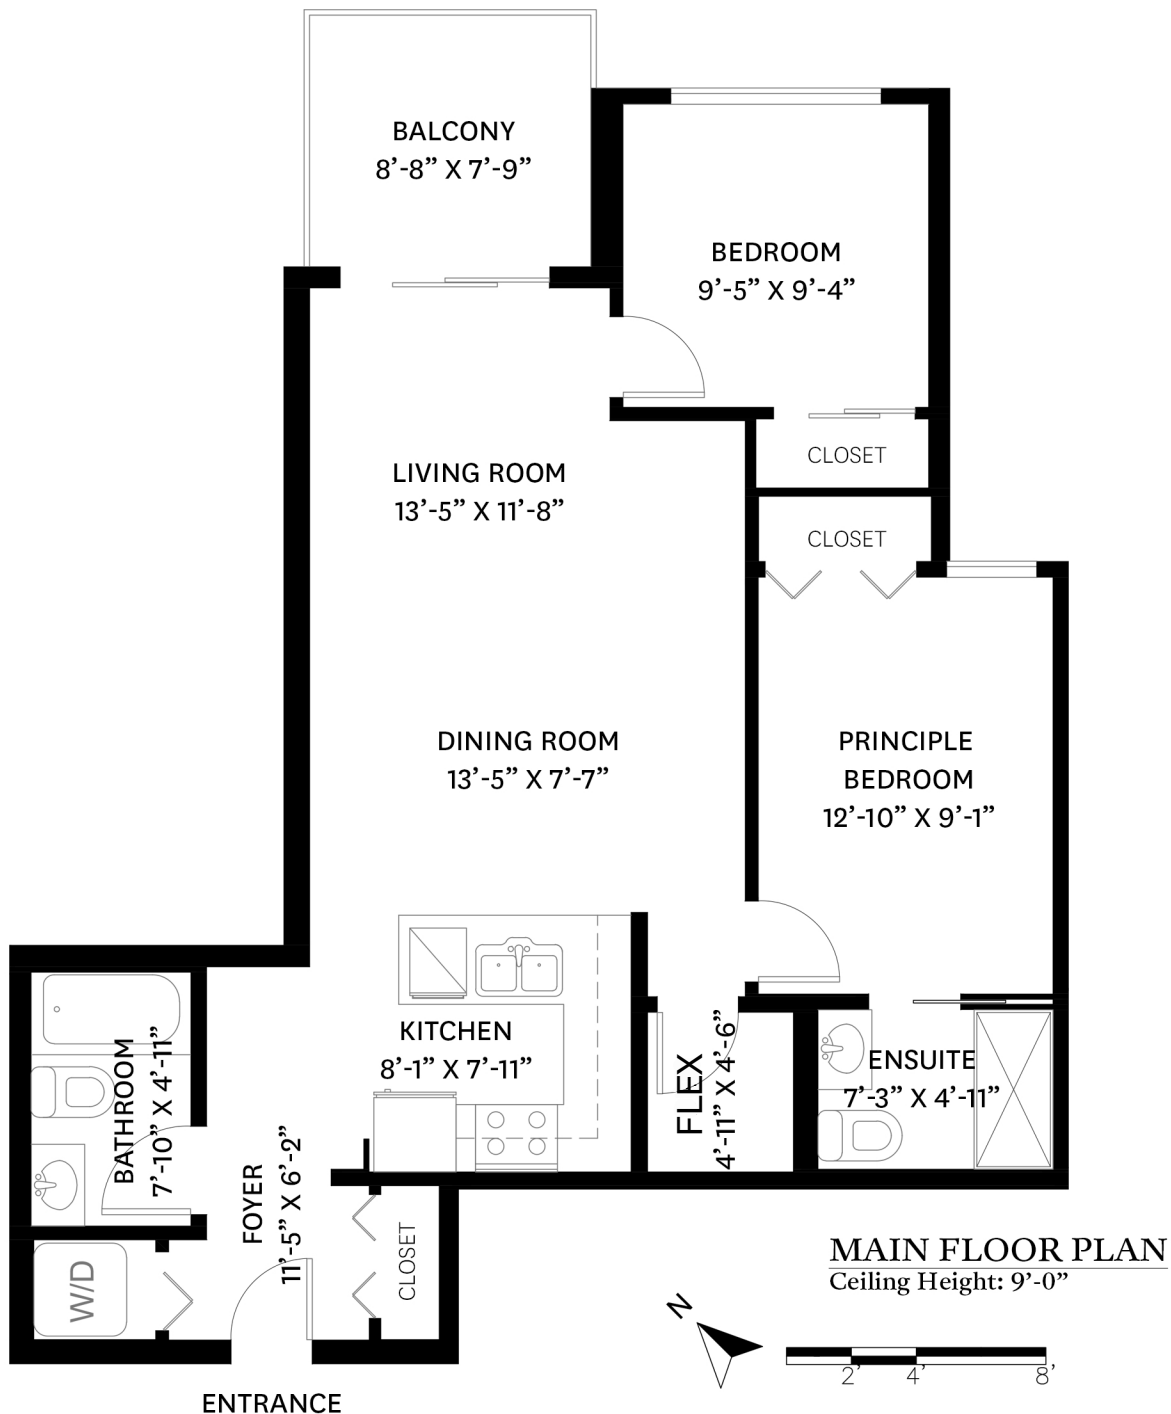 BALCONY
8’-8” X 7’-9”
BEDROOM
9’-5” X 9’-4”
CLOSET
LIVING ROOM
13’-5” X 11’-8”
CLOSET
DINING ROOM
13’-5” X 7’-7”
PRINCIPLE
BEDROOM
12’-10” X 9’-1”
KITCHEN
8’-1” X 7’-11”
FLEX
4’-11” X 4’-6”
ENSUITE
7’-3” X 4’-11”
BATHROOM
7’-10” X 4’-11”
FOYER
11’-5” X 6’-2”
CLOSET
W/D
MAIN FLOOR PLAN
Ceiling Height: 9’-0”
N
2’ 4’ 8’
ENTRANCE